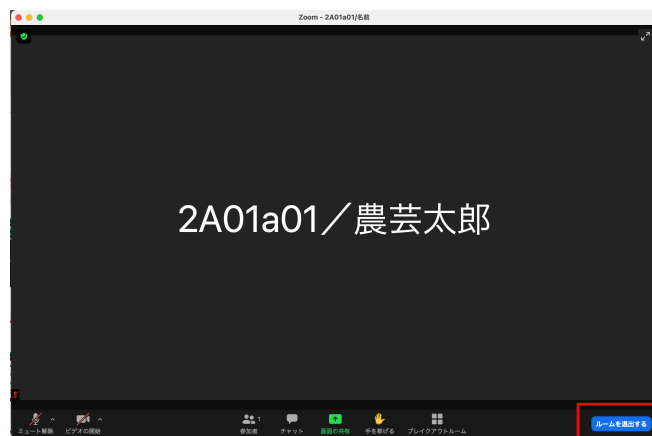 Zoom - 2A01a01/名前
2A01a01／農芸太郎
ミュート解除
ビデオの開始
参加者
1
チャット
画面の共有
手を挙げる
ブレイクアウトルーム
ルームを退出する